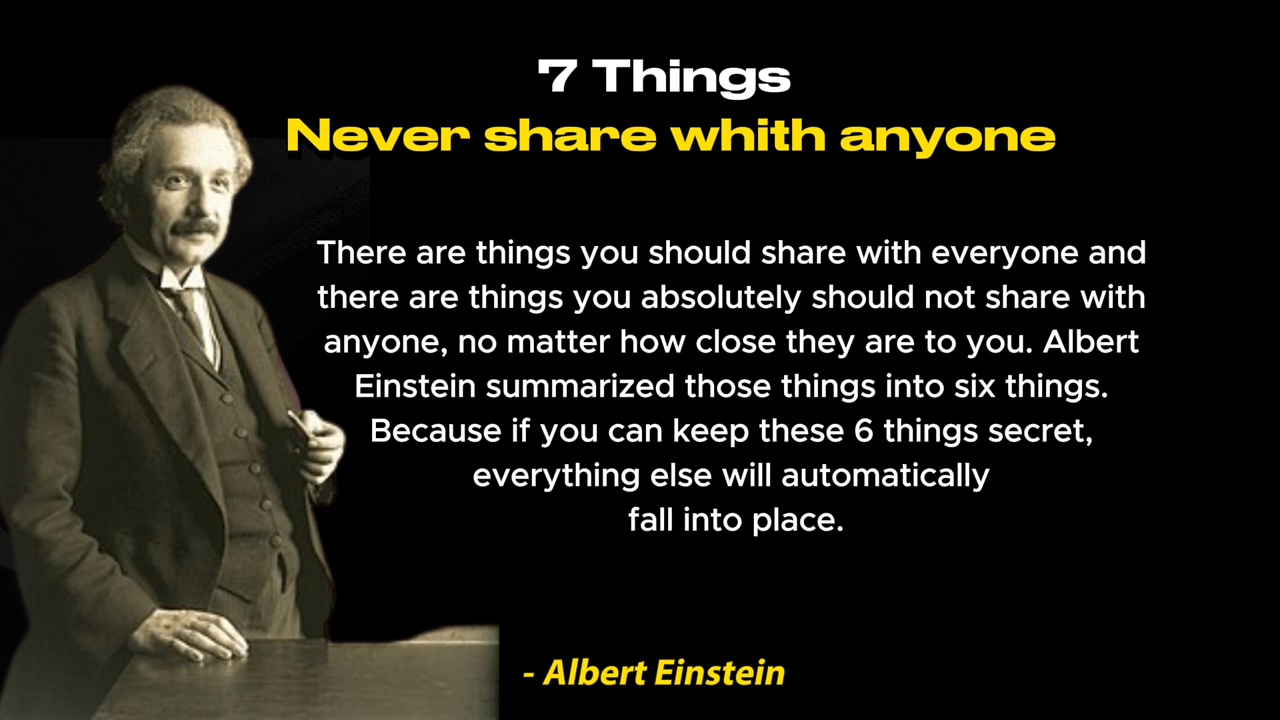 7 Things
Never share whith anyone
There are things you should share with everyone and
there are things you absolutely should not share with
anyone, no matter how close they are to you. Albert
Einstein summarized those things into six things.
Because if you can keep these 6 things secret,
everything else will automatically
fall into place.
- Albert Einstein